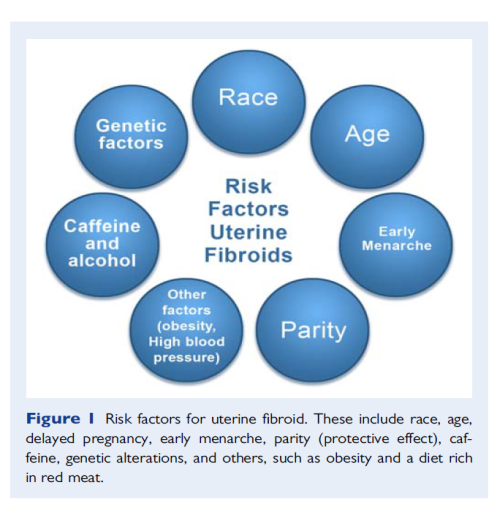 Race
Age
Early
Menarche
Parity
Other
factors
(obesity,
High blood
pressure)
Caffeine
and
alcohol
Genetic
factors
Risk
Factors
Uterine
Fibroids
Figure 1 Risk factors for uterine fibroid. These include race, age,
delayed pregnancy, early menarche, parity (protective effect), caf-
feine, genetic alterations, and others, such as obesity and a diet rich
in red meat.